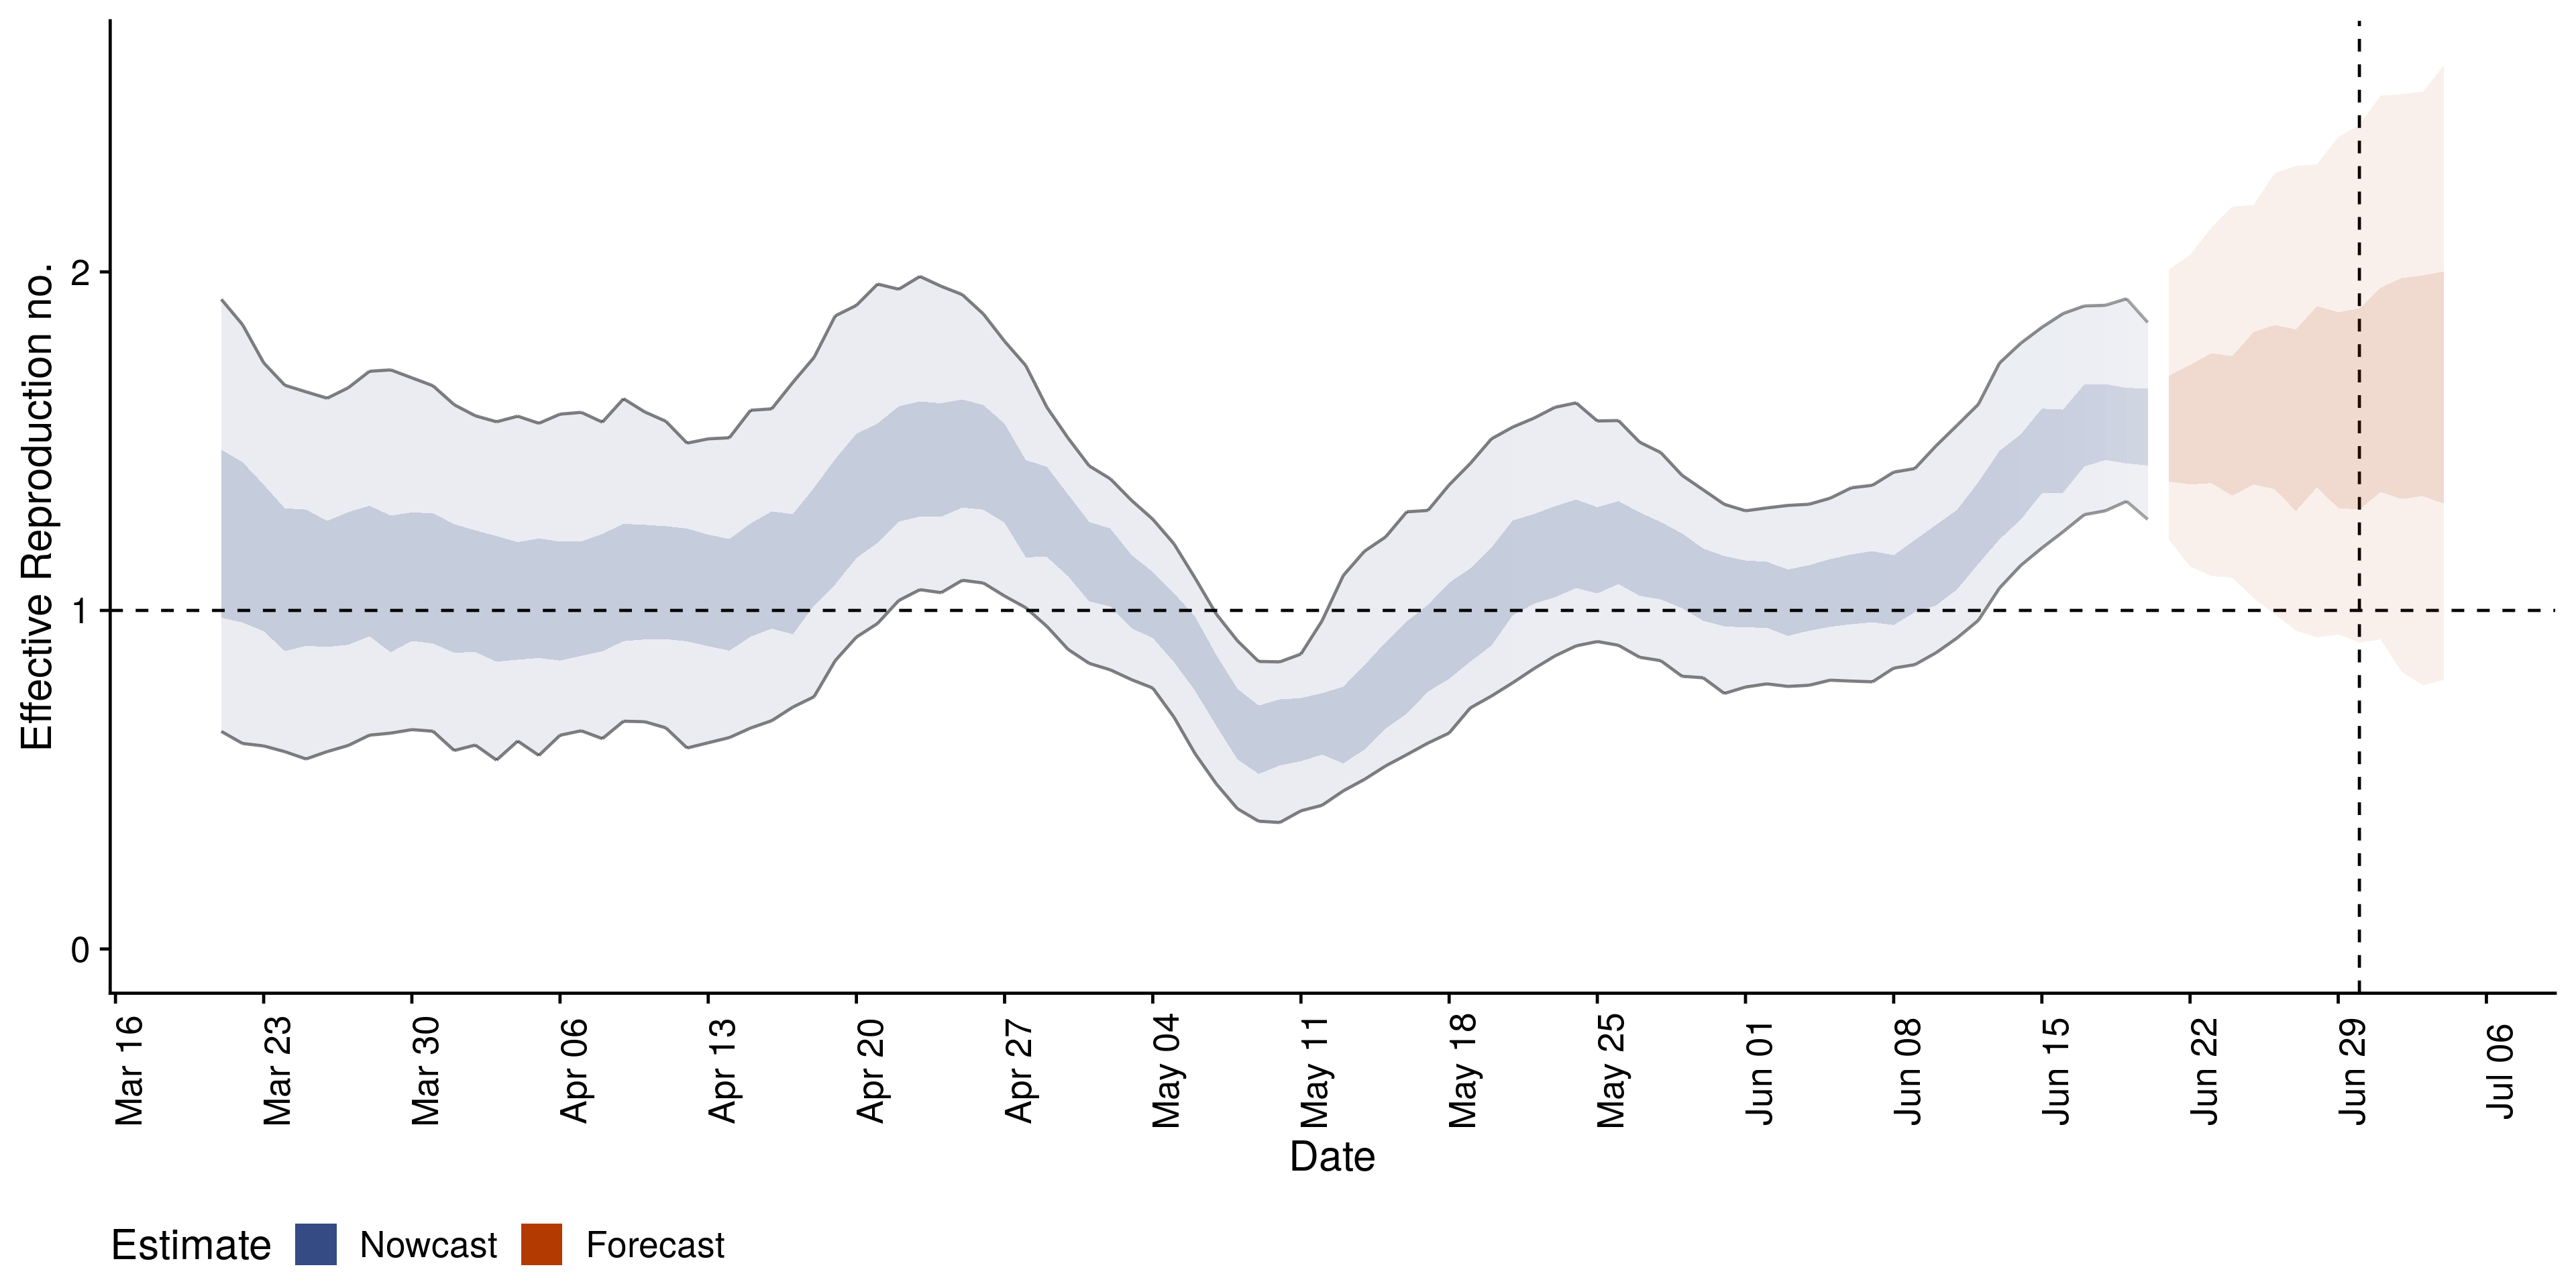 Effective Reproduction no.
2
1
0
Mar 16
Mar 23
Mar 30
Apr 06
Apr 13
Apr 20
Apr 27
May 04
May 11
May 18
May 25
Jun 01
Jun 08
Jun 15
Jun 22
Jun 29
Jul 06
Date
Estimate Nowcast Forecast